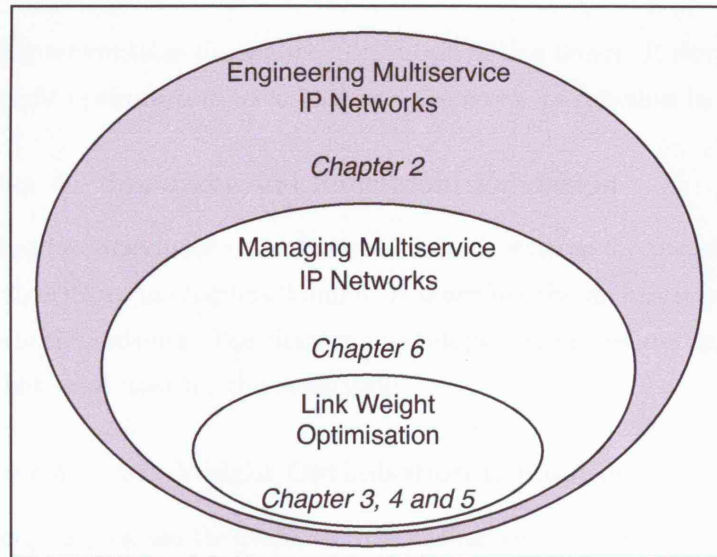 Engineering Multiservice
IP Networks
Chapter 2
Managing Multiservice
IP Networks
Chapter 6
Link Weight
Optimisation
Chapter 3, 4 and 5